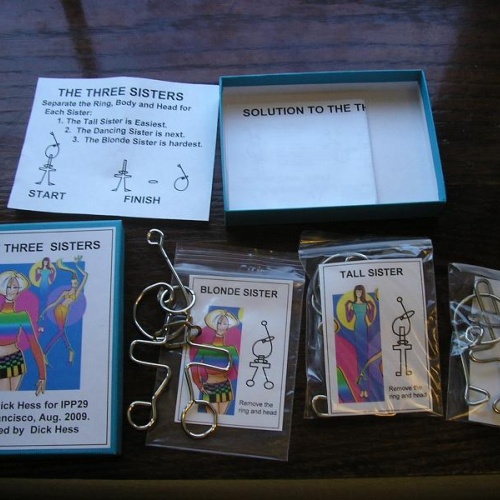 THE THREE SISTERS
Separate the Ring, Body and Head for
Each Sister:
1. The Tall Sister is Easiest.
2. The Dancing Sister is next.
3. The Blonde Sister is hardest.
START
FINISH
SOLUTION TO THE TH
THREE SISTERS
ick Hess for IPP29
ancisco, Aug. 2009.
ed by Dick Hess
BLONDE SISTER
Remove the
ring and head
TALL SISTER
Remove the
ring and head